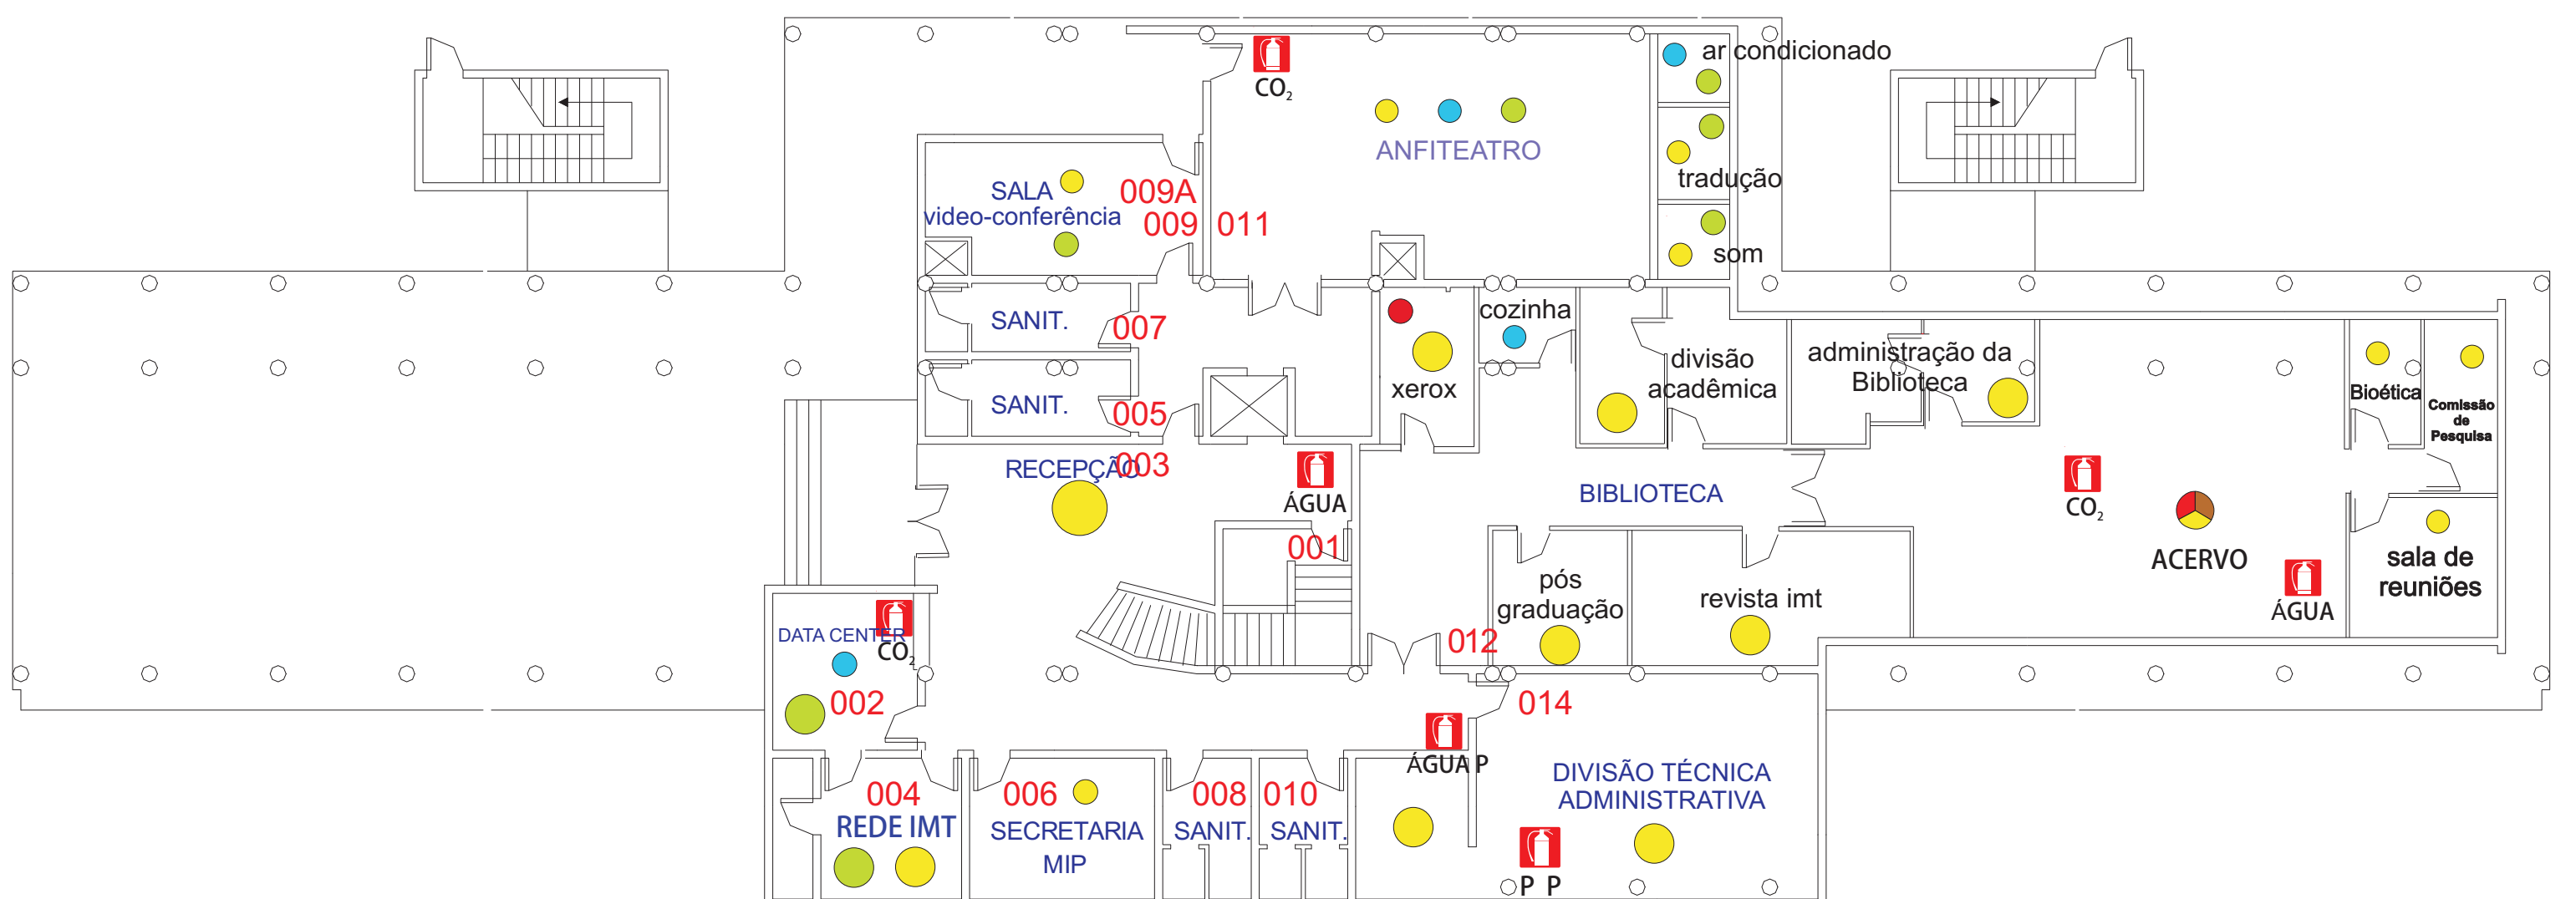 ar condicionado
CO₂
ANFITEATRO
tradução
SALA
video-conferência
009A
009
011
som
SANIT.
007
cozinha
xerox
divisão
acadêmica
administração da
Biblioteca
Bioética
Comissão
de
Pesquisa
SANIT.
005
RECEPÇÃO
003
ÁGUA
BIBLIOTECA
CO₂
001
ACERVO
ÁGUA
sala de
reuniões
pós
graduação
revista imt
DATA CENTER
CO₂
012
002
014
ÁGUA P
DIVISÃO TÉCNICA
ADMINISTRATIVA
004
REDE IMT
006
SECRETARIA
MIP
008
SANIT.
010
SANIT.
P P